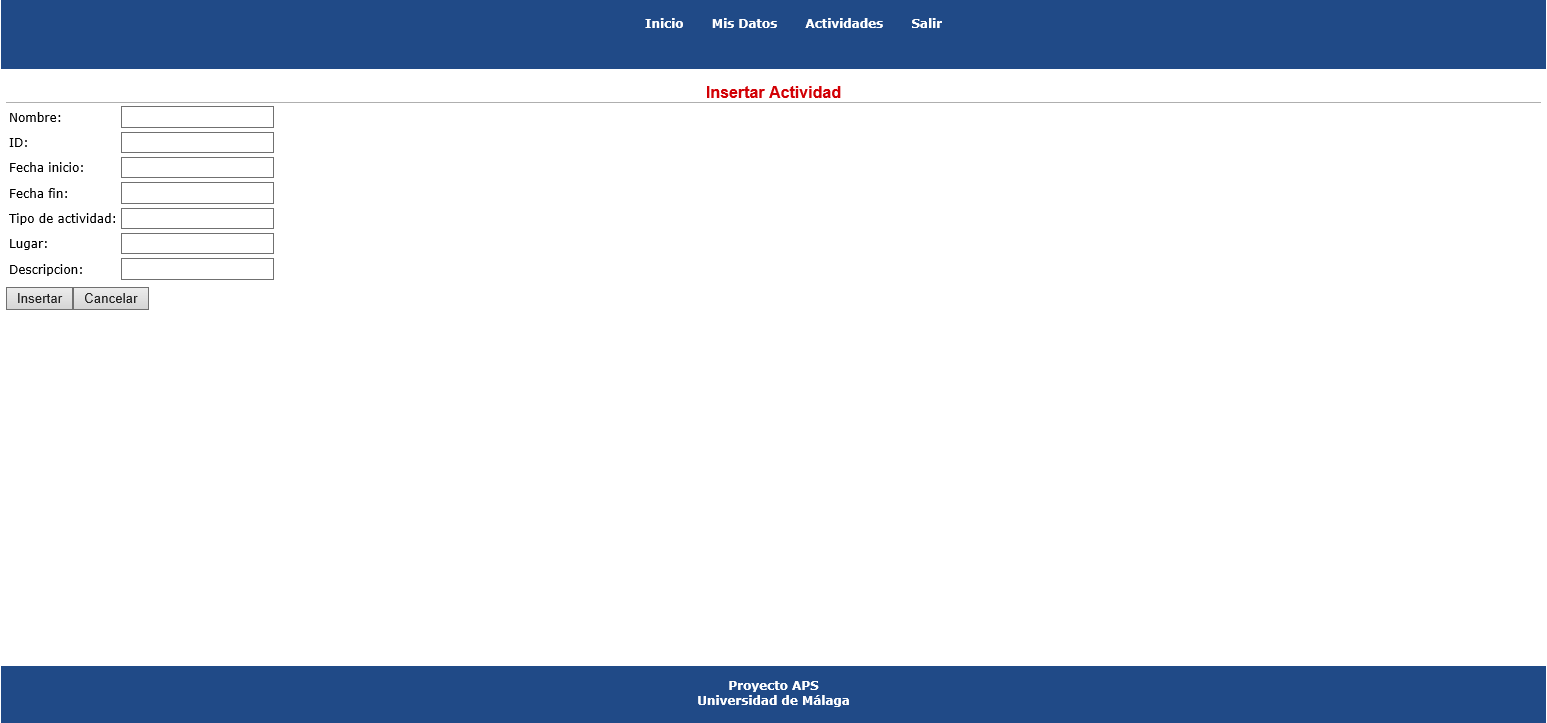 Inicio Mis Datos Actividades Salir
Insertar Actividad
Nombre:
ID:
Fecha inicio:
Fecha fin:
Tipo de actividad:
Lugar:
Descripcion:
Insertar Cancelar
Proyecto APS
Universidad de Málaga